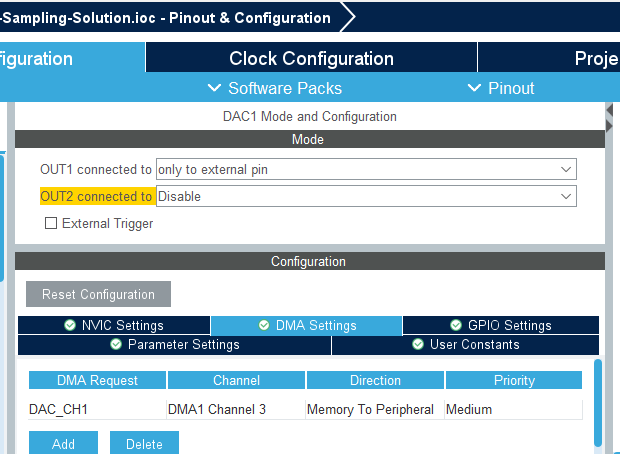 -Sampling-Solution.ioc - Pinout & Configuration
figuration Clock Configuration Proje
Software Packs Pinout
DAC1 Mode and Configuration
Mode
OUT1 connected to only to external pin
OUT2 connected to Disable
External Trigger
Configuration
Reset Configuration
NVIC Settings DMA Settings GPIO Settings
Parameter Settings User Constants
DMA Request Channel Direction Priority
DAC_CH1 DMA1 Channel 3 Memory To Peripheral Medium
Add Delete